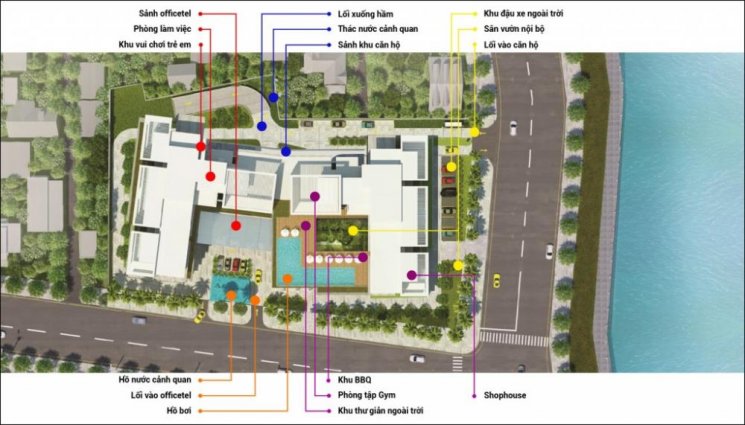 Sảnh officetel
Phòng làm việc
Khu vui chơi trẻ em
Lối xuống hầm
Thác nước cảnh quan
Sảnh khu căn hộ
Khu đậu xe ngoài trời
Sân vườn nội bộ
Lối vào căn hộ
Hồ nước cảnh quan
Lối vào officetel
Hồ bơi
Khu BBQ
Phòng tập Gym
Khu thư giãn ngoài trời
Shophouse